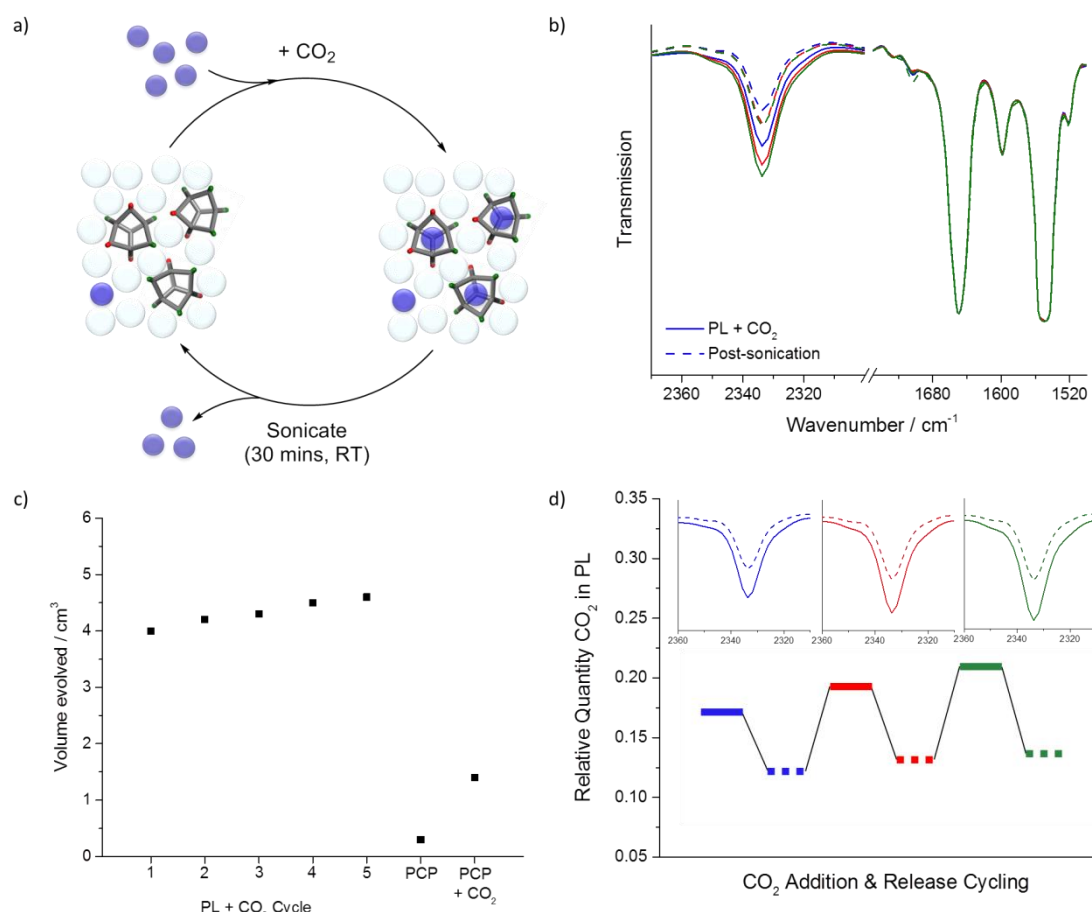 a)
+ CO₂
Sonicate
(30 mins, RT)
b)
Transmission
PL + CO₂
Post-sonication
2360 2340 2320 1680 1600 1520
Wavenumber / cm⁻¹
c)
Volume evolved / cm³
6
5
4
3
2
1
0
1 2 3 4 5 PCP PCP
+ CO₂
PL + CO₂ Cycle
d)
Relative Quantity CO₂ in PL
0.35
0.30
0.25
0.20
0.15
0.10
0.05
2360 2340 2320 2360 2340 2320 2360 2340 2320
CO₂ Addition & Release Cycling